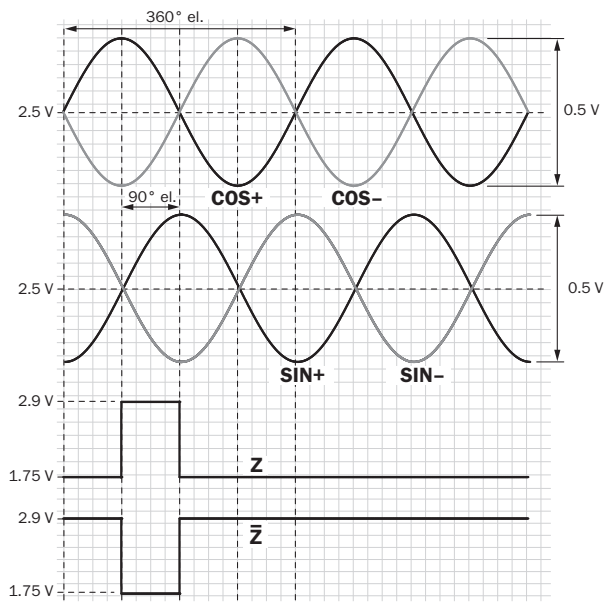 360° el.
2.5 V
0.5 V
COS+ COS–
90° el.
2.5 V
0.5 V
SIN+ SIN–
2.9 V
Z
1.75 V
2.9 V
Z̅
1.75 V